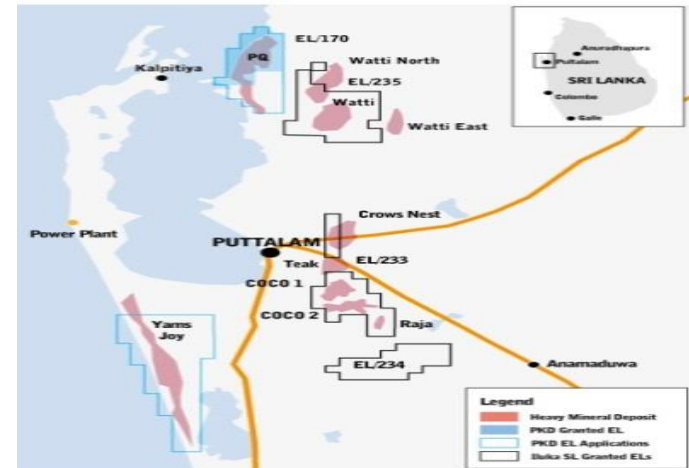 EL/170
PQ
Kalpitiya
Watti North
EL/235
Watti
Watti East
Anuradhapura
Puttalam
SRI LANKA
Colombo
Galle
Crows Nest
Power Plant
PUTTALAM
Teak
EL/233
COCO 1
COCO 2
Raja
Yams
Joy
EL/234
Anamaduwa
Legend
Heavy Mineral Deposit
PKD Granted EL
PKD EL Applications
Iluka SL Granted ELs